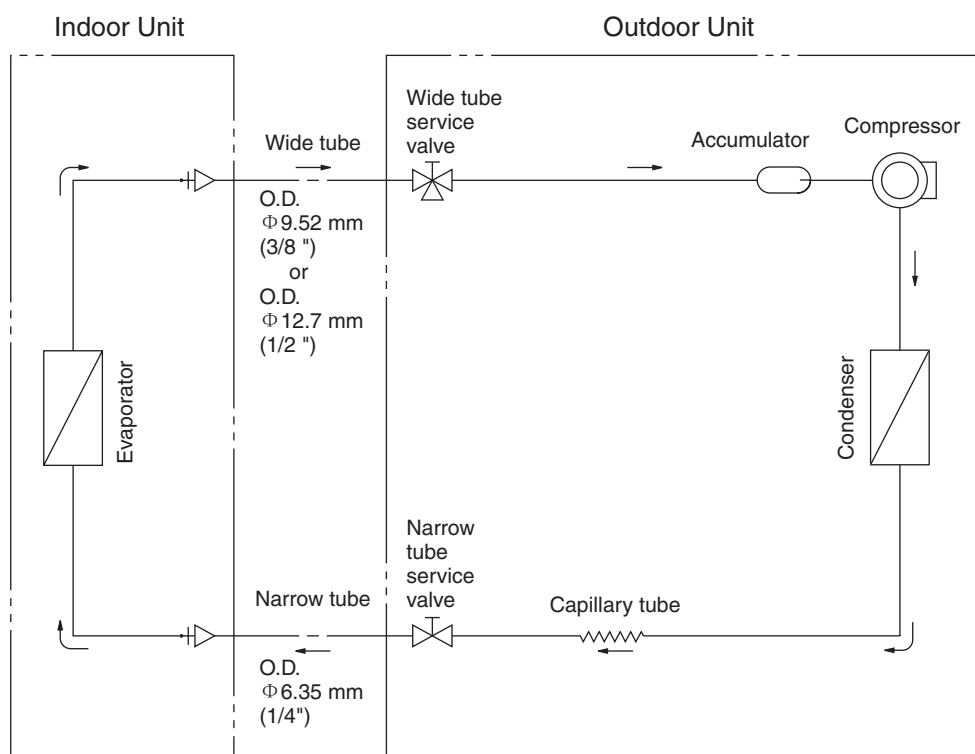 Indoor Unit
Outdoor Unit
Wide tube
Wide tube
service
valve
Accumulator
Compressor
O.D.
Φ9.52 mm
(3/8 ")
or
O.D.
Φ12.7 mm
(1/2 ")
Evaporator
Condenser
Narrow tube
Narrow
tube
service
valve
Capillary tube
O.D.
Φ6.35 mm
(1/4")